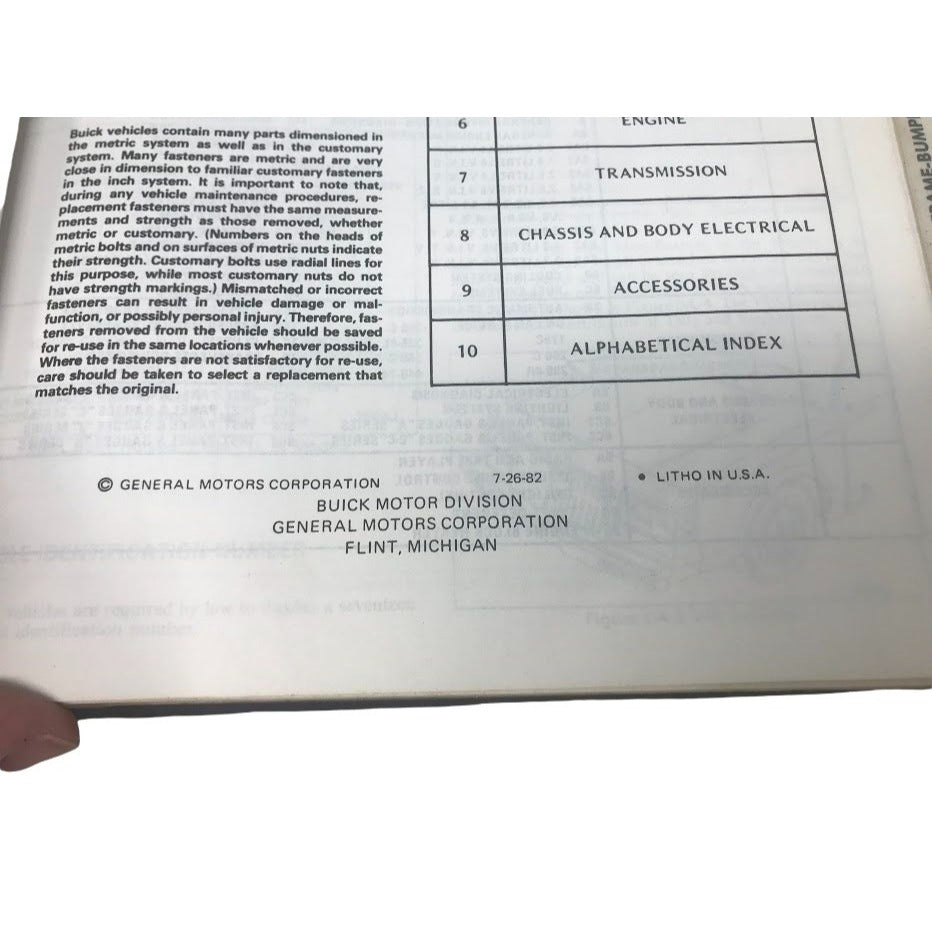 Buick vehicles contain many parts dimensioned in
the metric system as well as in the customary
system. Many fasteners are metric and are very
close in dimension to familiar customary fasteners
in the inch system. It is important to note that,
during any vehicle maintenance procedures, re-
placement fasteners must have the same measure-
ments and strength as those removed, whether
metric or customary. (Numbers on the heads of
metric bolts and on surfaces of metric nuts indicate
their strength. Customary bolts use radial lines for
this purpose, while most customary nuts do not
have strength markings.) Mismatched or incorrect
fasteners can result in vehicle damage or mal-
function, or possibly personal injury. Therefore, fas-
teners removed from the vehicle should be saved
for re-use in the same locations whenever possible.
Where the fasteners are not satisfactory for re-use,
care should be taken to select a replacement that
matches the original.
6 ENGINE
7 TRANSMISSION
8 CHASSIS AND BODY ELECTRICAL
9 ACCESSORIES
10 ALPHABETICAL INDEX
© GENERAL MOTORS CORPORATION 7-26-82 • LITHO IN U.S.A.
BUICK MOTOR DIVISION
GENERAL MOTORS CORPORATION
FLINT, MICHIGAN